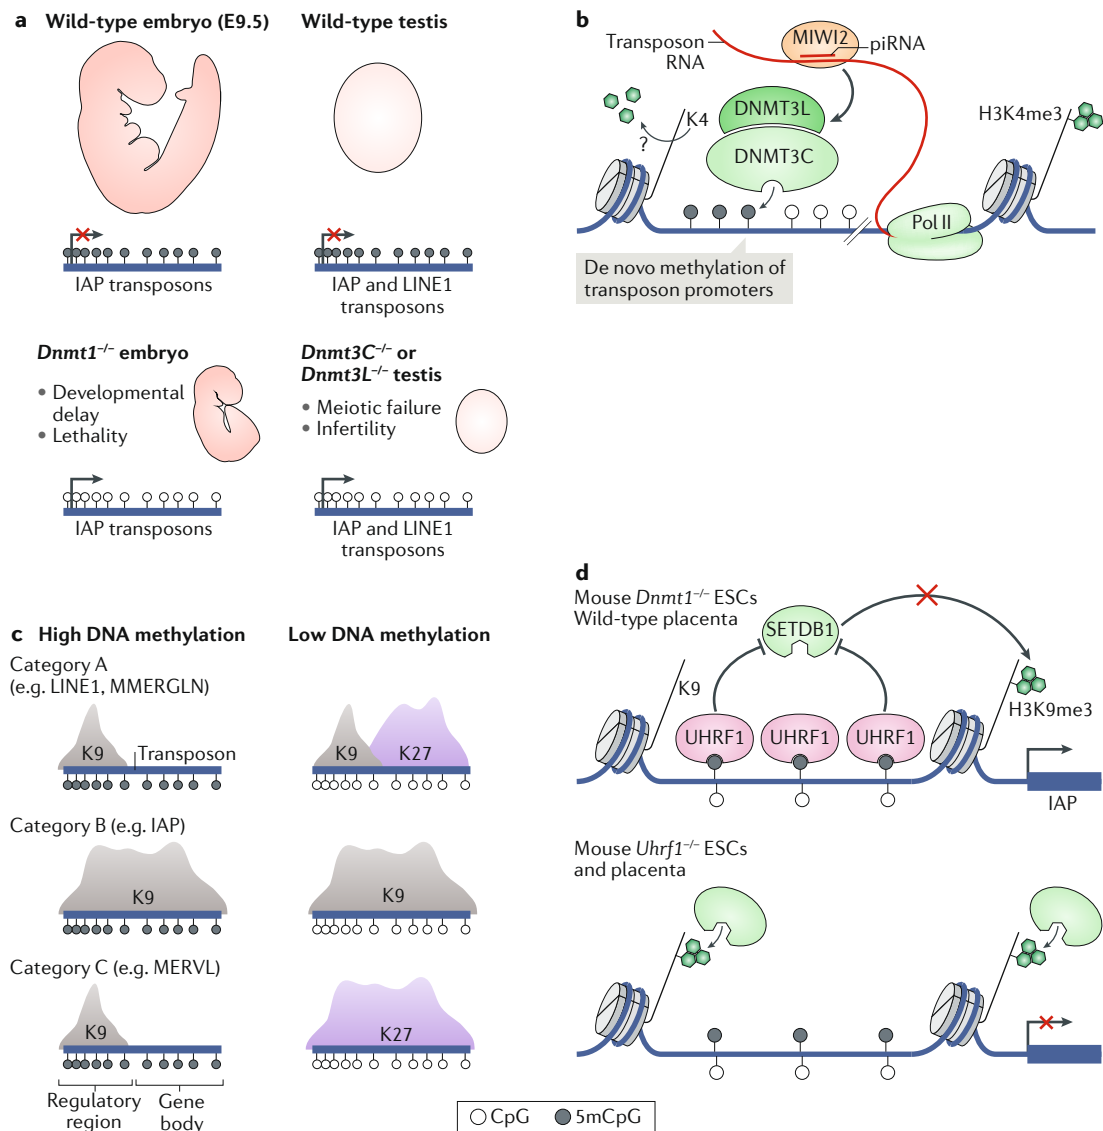 a Wild-type embryo (E9.5)
Wild-type testis
IAP transposons
IAP and LINE1
transposons
Dnmt1–/– embryo
• Developmental
delay
• Lethality
IAP transposons
Dnmt3C–/– or
Dnmt3L–/– testis
• Meiotic failure
• Infertility
IAP and LINE1
transposons
b
Transposon
RNA
MIWI2
piRNA
K4
?
DNMT3L
DNMT3C
H3K4me3
Pol II
De novo methylation of
transposon promoters
c High DNA methylation
Low DNA methylation
Category A
(e.g. LINE1, MMERGLN)
K9
Transposon
K9
K27
Category B (e.g. IAP)
K9
K9
Category C (e.g. MERVL)
K9
K27
Regulatory
region
Gene
body
CpG
5mCpG
d
Mouse Dnmt1–/– ESCs
Wild-type placenta
SETDB1
K9
H3K9me3
UHRF1
UHRF1
UHRF1
IAP
Mouse Uhrf1–/– ESCs
and placenta